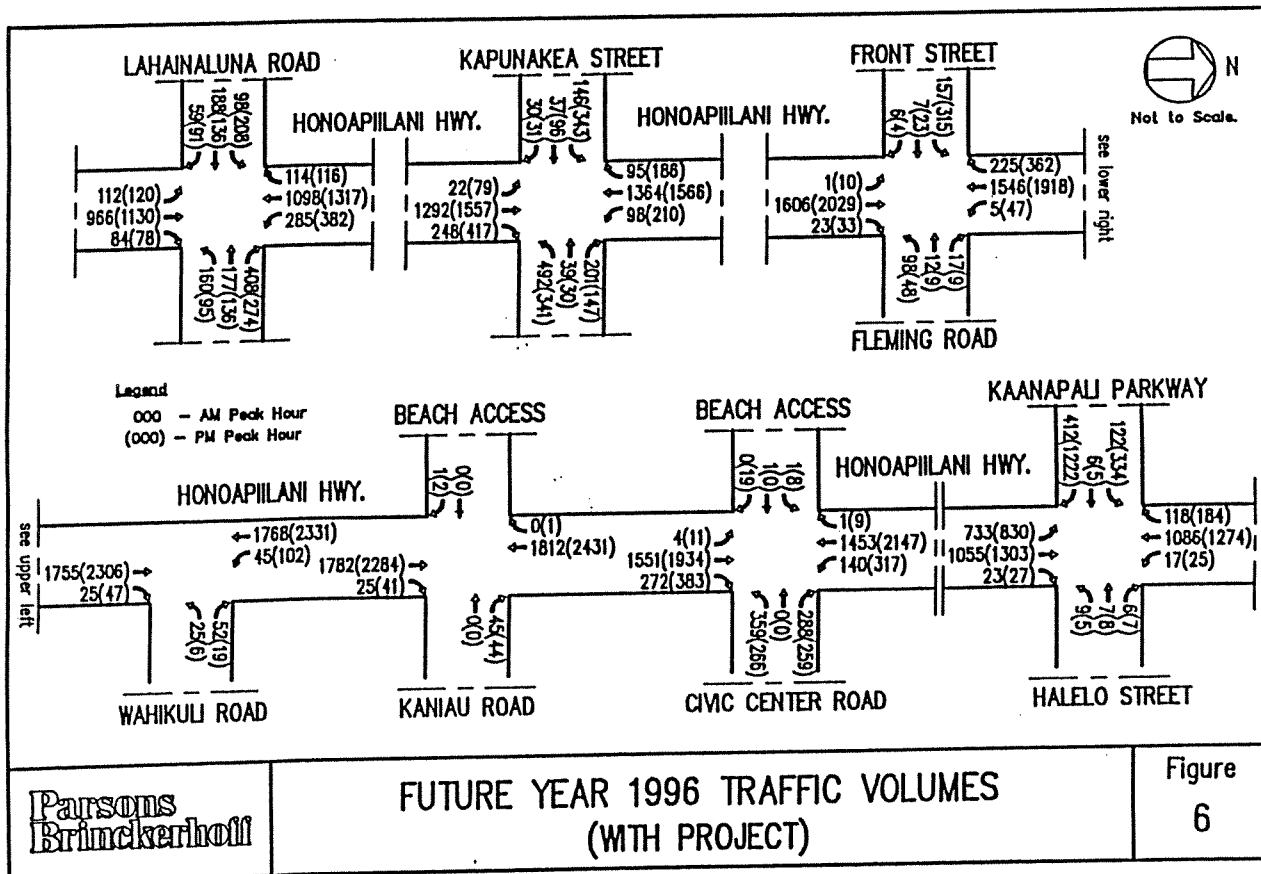 LAHAINALUNA ROAD
KAPUNAKEA STREET
FRONT STREET
N
Not to Scale.
HONOAPIILANI HWY.
HONOAPIILANI HWY.
59(91)
188(136)
98(208)
112(120)
966(1130)
84(78)
114(116)
1098(1317)
285(382)
160(95)
177(136)
408(274)
30(31)
37(96)
146(343)
22(79)
1292(1557)
248(417)
95(186)
1364(1566)
98(210)
492(341)
39(30)
201(147)
6(4)
7(23)
157(315)
1(10)
1606(2029)
23(33)
225(362)
1546(1918)
5(47)
98(48)
12(9)
17(9)
see lower right
FLEMING ROAD
Legend
000 – AM Peak Hour
(000) – PM Peak Hour
BEACH ACCESS
BEACH ACCESS
KAANAPALI PARKWAY
HONOAPIILANI HWY.
HONOAPIILANI HWY.
see upper left
1768(2331)
45(102)
1755(2306)
25(47)
25(6)
52(19)
1(2)
0(0)
0(1)
1812(2431)
1782(2284)
25(41)
0(0)
45(44)
0(19)
1(0)
1(8)
4(11)
1551(1934)
272(383)
1(9)
1453(2147)
140(317)
359(266)
0(0)
288(259)
412(1222)
6(5)
122(334)
733(830)
1055(1303)
23(27)
118(184)
1086(1274)
17(25)
9(5)
7(8)
6(7)
WAHIKULI ROAD
KANIAU ROAD
CIVIC CENTER ROAD
HALELO STREET
Parsons
Brinckerhoff
FUTURE YEAR 1996 TRAFFIC VOLUMES
(WITH PROJECT)
Figure
6